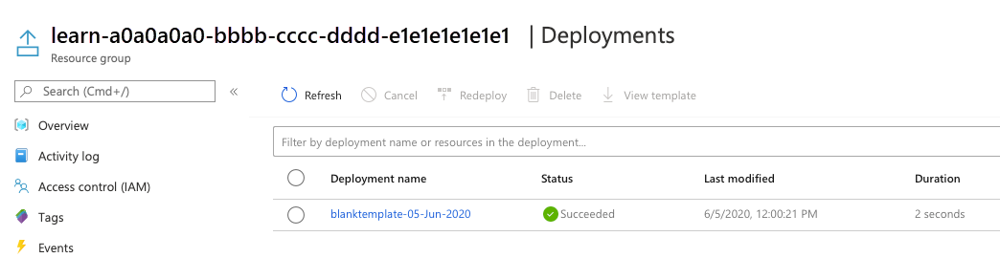 learn-a0a0a0a0-bbbb-cccc-dddd-e1e1e1e1e1e1 | Deployments
Resource group
Search (Cmd+/)
«
Refresh Cancel Redeploy Delete View template
Overview
Activity log
Access control (IAM)
Tags
Events
Filter by deployment name or resources in the deployment...
Deployment name Status Last modified Duration
blanktemplate-05-Jun-2020 Succeeded 6/5/2020, 12:00:21 PM 2 seconds